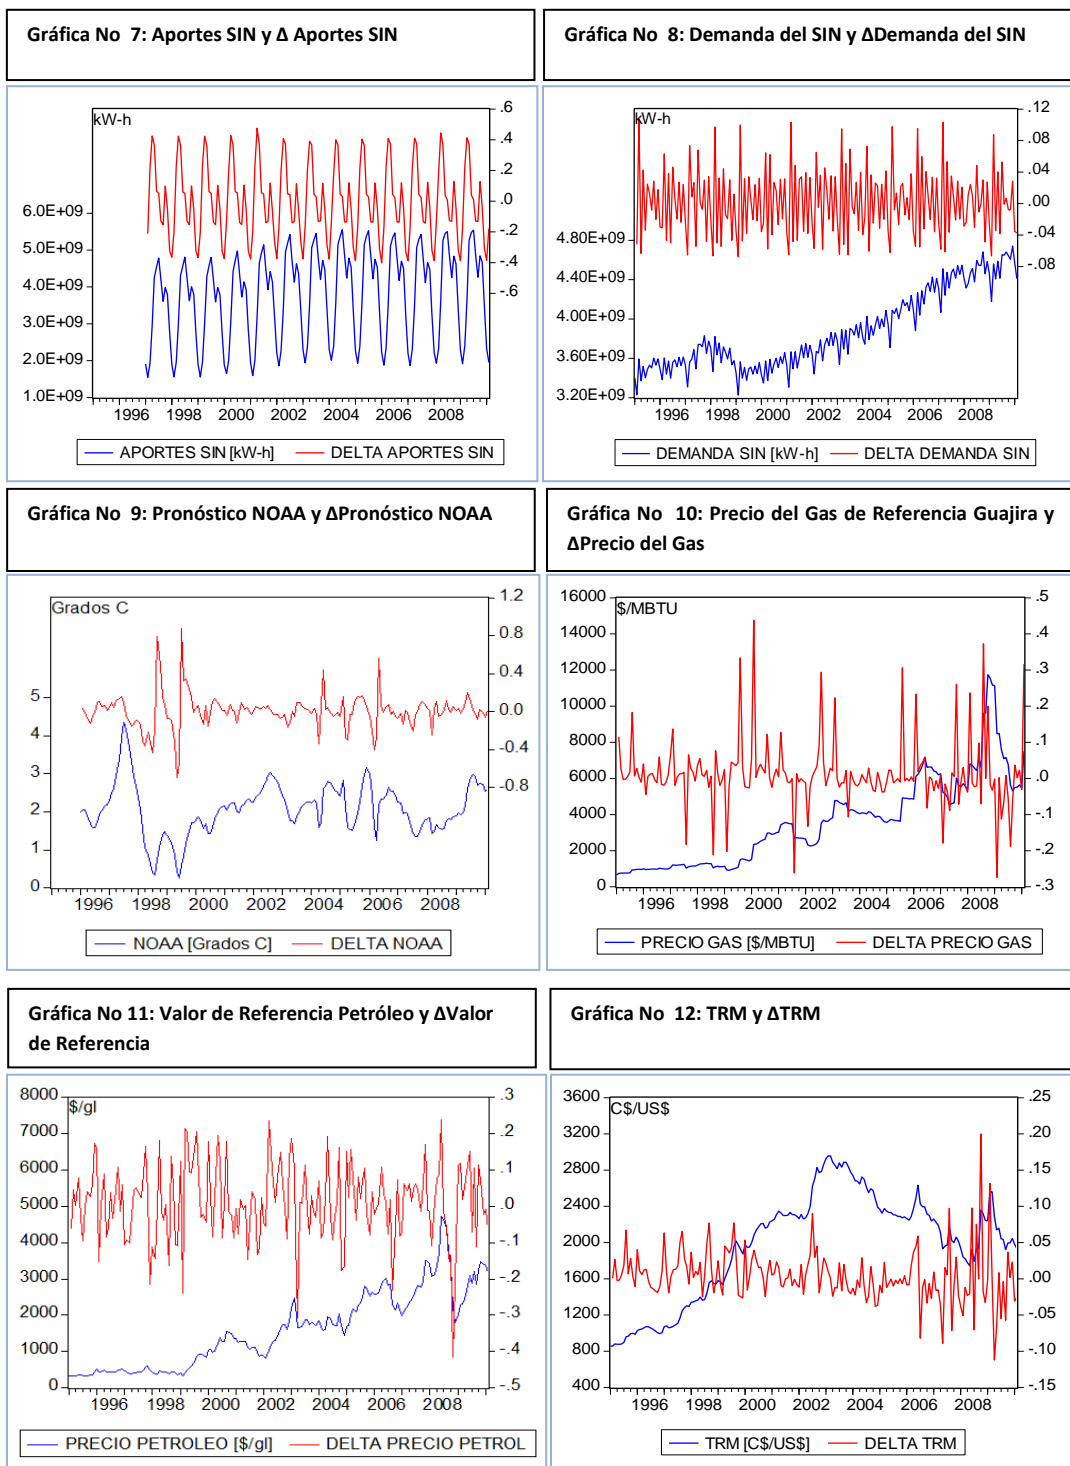 Gráfica No 7: Aportes SIN y Δ Aportes SIN
Gráfica No 8: Demanda del SIN y ΔDemanda del SIN
kW-h
.6
.4
.2
.0
-.2
-.4
-.6
6.0E+09
5.0E+09
4.0E+09
3.0E+09
2.0E+09
1.0E+09
1996 1998 2000 2002 2004 2006 2008
APORTES SIN [kW-h] DELTA APORTES SIN
kW-h
.12
.08
.04
.00
-.04
-.08
4.80E+09
4.40E+09
4.00E+09
3.60E+09
3.20E+09
1996 1998 2000 2002 2004 2006 2008
DEMANDA SIN [kW-h] DELTA DEMANDA SIN
Gráfica No 9: Pronóstico NOAA y ΔPronóstico NOAA
Gráfica No 10: Precio del Gas de Referencia Guajira y
ΔPrecio del Gas
Grados C
1.2
0.8
0.4
0.0
-0.4
-0.8
5
4
3
2
1
0
1996 1998 2000 2002 2004 2006 2008
NOAA [Grados C] DELTA NOAA
$/MBTU
16000
14000
12000
10000
8000
6000
4000
2000
0
.5
.4
.3
.2
.1
.0
-.1
-.2
-.3
1996 1998 2000 2002 2004 2006 2008
PRECIO GAS [$/MBTU] DELTA PRECIO GAS
Gráfica No 11: Valor de Referencia Petróleo y ΔValor
de Referencia
Gráfica No 12: TRM y ΔTRM
$/gl
8000
7000
6000
5000
4000
3000
2000
1000
0
.3
.2
.1
.0
-.1
-.2
-.3
-.4
-.5
1996 1998 2000 2002 2004 2006 2008
PRECIO PETROLEO [$/gl] DELTA PRECIO PETROL
C$/US$
3600
3200
2800
2400
2000
1600
1200
800
400
.25
.20
.15
.10
.05
.00
-.05
-.10
-.15
1996 1998 2000 2002 2004 2006 2008
TRM [C$/US$] DELTA TRM